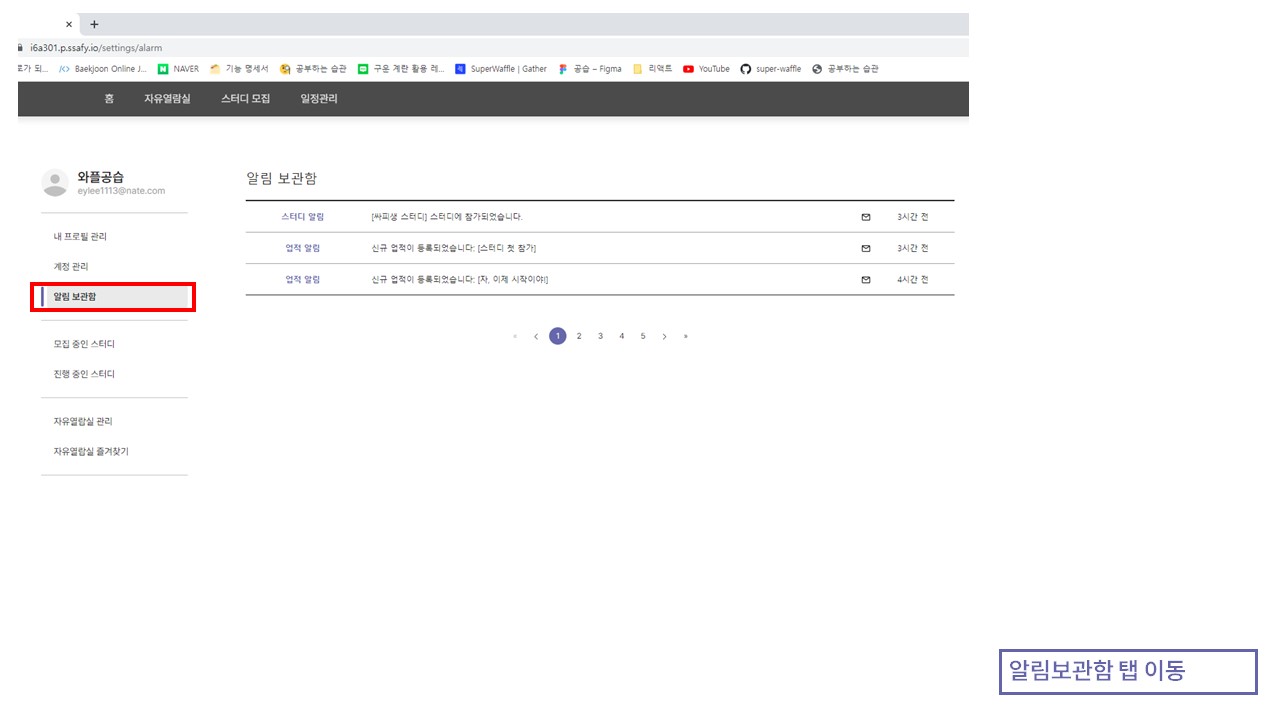 i6a301.p.ssafy.io/settings/alarm
로가 되... Baekjoon Online J... NAVER 기능 명세서 공부하는 습관 구운 계란 활용 레... SuperWaffle | Gather 공습 – Figma 리액트 YouTube super-waffle 공부하는 습관
홈 자유열람실 스터디 모집 일정관리
와플공습
eylee1113@nate.com
내 프로필 관리
계정 관리
알림 보관함
모집 중인 스터디
진행 중인 스터디
자유열람실 관리
자유열람실 즐겨찾기
알림 보관함
스터디 알림 [싸피생 스터디] 스터디에 참가되었습니다. 3시간 전
업적 알림 신규 업적이 등록되었습니다: [스터디 첫 참가] 3시간 전
업적 알림 신규 업적이 등록되었습니다: [자, 이제 시작이야!] 4시간 전
« ‹ 1 2 3 4 5 › »
알림보관함 탭 이동